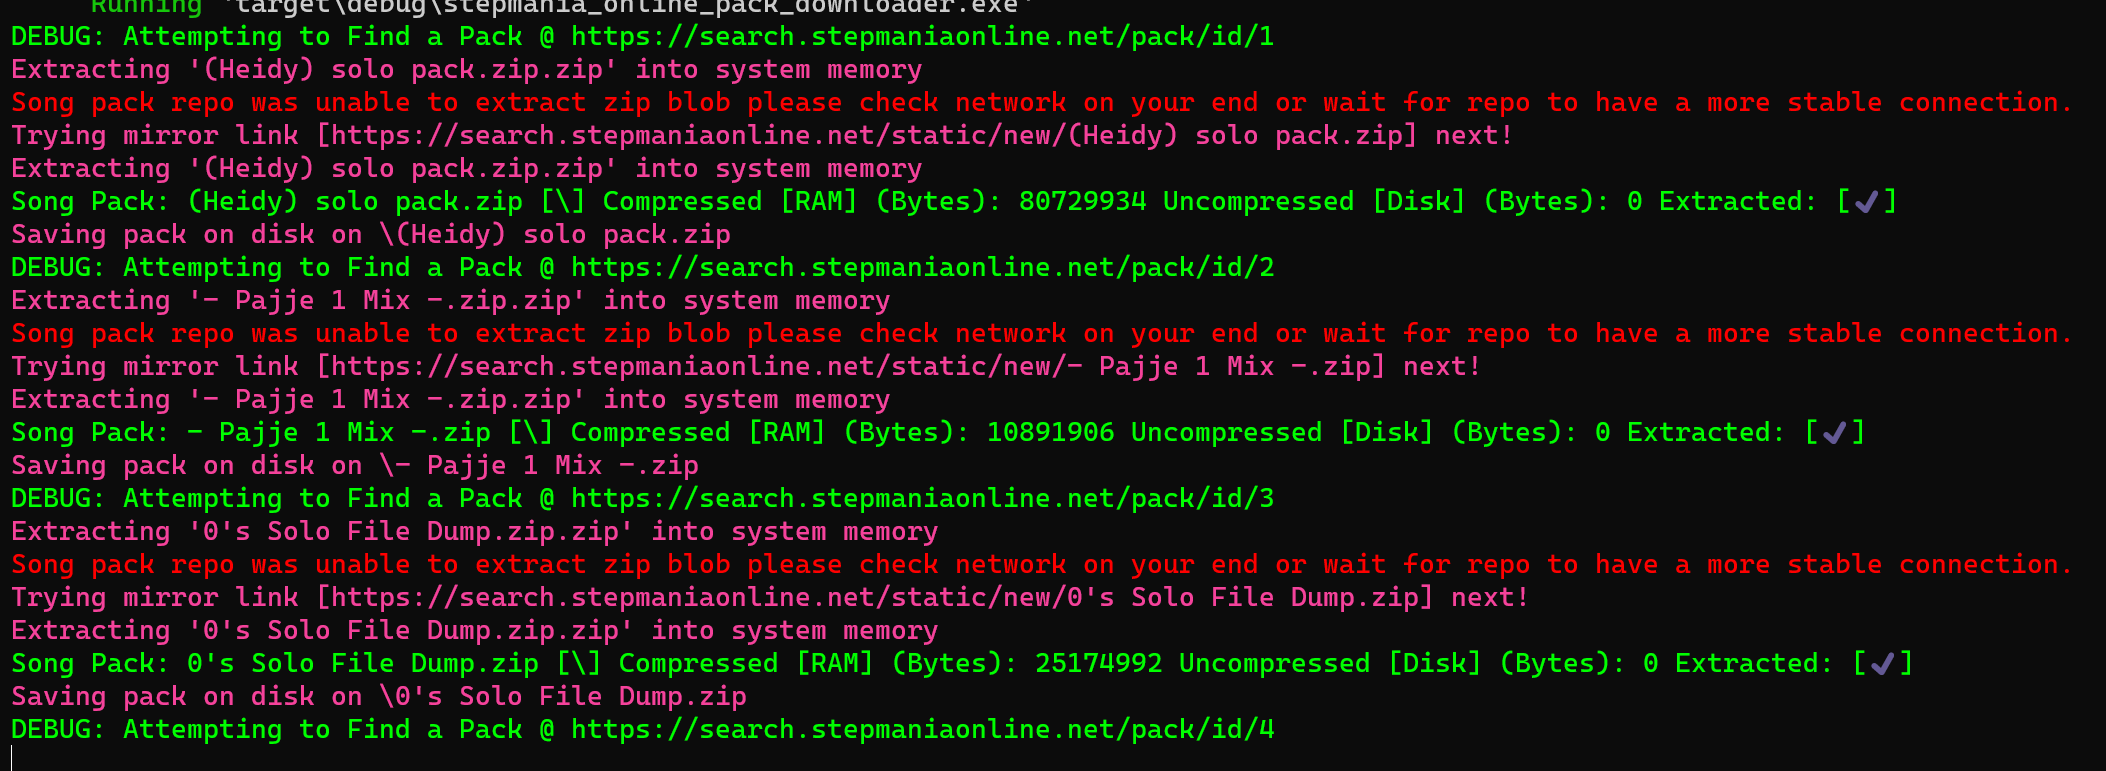 Running `target\debug\stepmania_online_pack_downloader.exe`
DEBUG: Attempting to Find a Pack @ https://search.stepmaniaonline.net/pack/id/1
Extracting '(Heidy) solo pack.zip.zip' into system memory
Song pack repo was unable to extract zip blob please check network on your end or wait for repo to have a more stable connection.
Trying mirror link [https://search.stepmaniaonline.net/static/new/(Heidy) solo pack.zip] next!
Extracting '(Heidy) solo pack.zip.zip' into system memory
Song Pack: (Heidy) solo pack.zip [\] Compressed [RAM] (Bytes): 80729934 Uncompressed [Disk] (Bytes): 0 Extracted: [✔]
Saving pack on disk on \(Heidy) solo pack.zip
DEBUG: Attempting to Find a Pack @ https://search.stepmaniaonline.net/pack/id/2
Extracting '- Pajje 1 Mix -.zip.zip' into system memory
Song pack repo was unable to extract zip blob please check network on your end or wait for repo to have a more stable connection.
Trying mirror link [https://search.stepmaniaonline.net/static/new/- Pajje 1 Mix -.zip] next!
Extracting '- Pajje 1 Mix -.zip.zip' into system memory
Song Pack: - Pajje 1 Mix -.zip [\] Compressed [RAM] (Bytes): 10891906 Uncompressed [Disk] (Bytes): 0 Extracted: [✔]
Saving pack on disk on \- Pajje 1 Mix -.zip
DEBUG: Attempting to Find a Pack @ https://search.stepmaniaonline.net/pack/id/3
Extracting '0's Solo File Dump.zip.zip' into system memory
Song pack repo was unable to extract zip blob please check network on your end or wait for repo to have a more stable connection.
Trying mirror link [https://search.stepmaniaonline.net/static/new/0's Solo File Dump.zip] next!
Extracting '0's Solo File Dump.zip.zip' into system memory
Song Pack: 0's Solo File Dump.zip [\] Compressed [RAM] (Bytes): 25174992 Uncompressed [Disk] (Bytes): 0 Extracted: [✔]
Saving pack on disk on \0's Solo File Dump.zip
DEBUG: Attempting to Find a Pack @ https://search.stepmaniaonline.net/pack/id/4